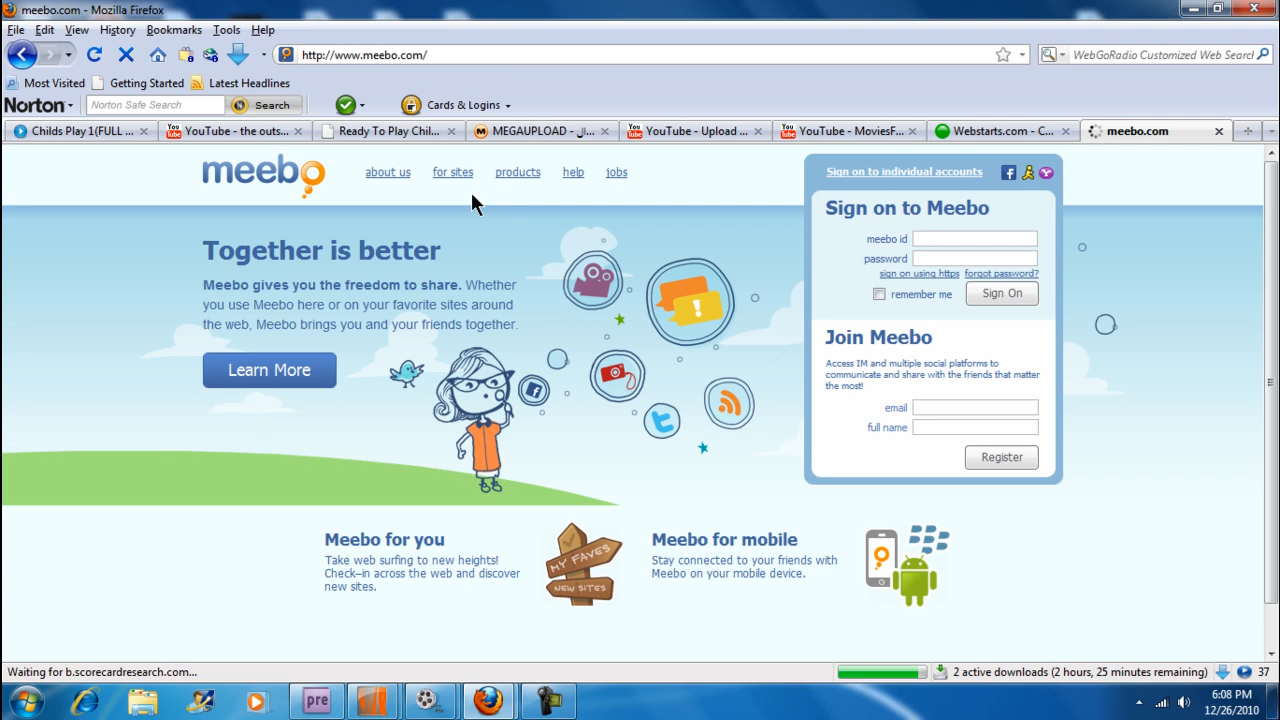 meebo.com - Mozilla Firefox
File Edit View History Bookmarks Tools Help
http://www.meebo.com/
WebGoRadio Customized Web Searcl
Most Visited Getting Started Latest Headlines
Norton Norton Safe Search Search Cards & Logins
Childs Play 1(FULL ... YouTube - the outs... Ready To Play Chil... MEGAUPLOAD - ال... YouTube - Upload ... YouTube - MoviesF... Webstarts.com - C... meebo.com
meebo
about us for sites products help jobs
Sign on to individual accounts
Sign on to Meebo
meebo id
password
sign on using https forgot password?
remember me Sign On
Join Meebo
Access IM and multiple social platforms to
communicate and share with the friends that matter
the most!
email
full name
Register
Together is better
Meebo gives you the freedom to share. Whether
you use Meebo here or on your favorite sites around
the web, Meebo brings you and your friends together.
Learn More
Meebo for you
Take web surfing to new heights!
Check-in across the web and discover
new sites.
MY FAVES
NEW SITES
Meebo for mobile
Stay connected to your friends with
Meebo on your mobile device.
Waiting for b.scorecardresearch.com...
2 active downloads (2 hours, 25 minutes remaining) 37
pre
6:08 PM
12/26/2010